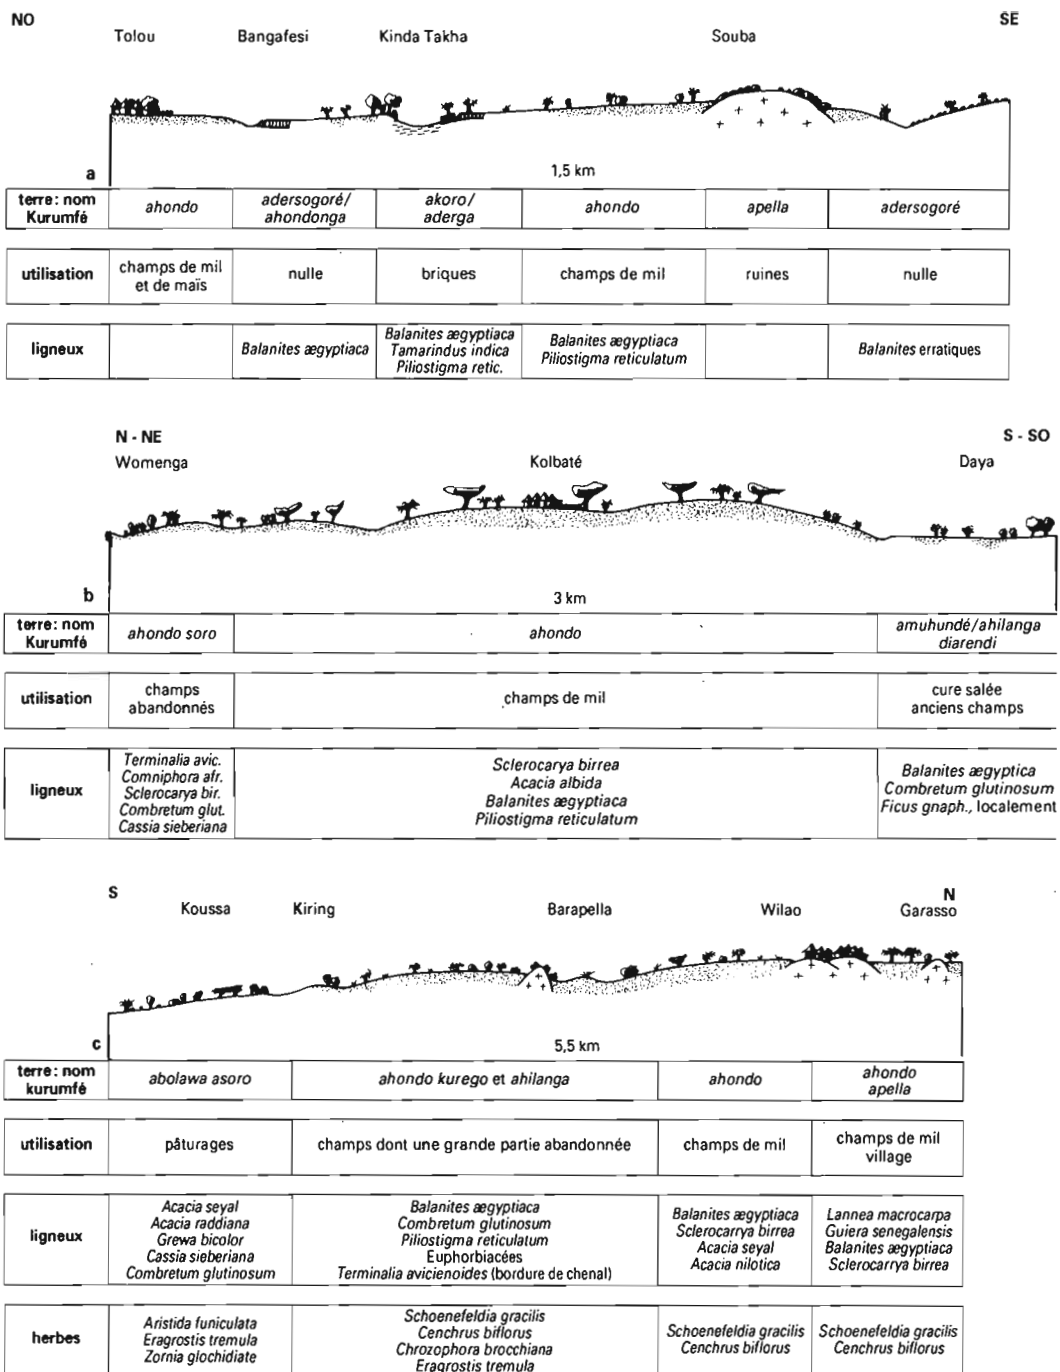 NO
SE
Tolou Bangafesi Kinda Takha Souba
a
1,5 km
terre: nom Kurumfé
ahondo
adersogoré/
ahondonga
akoro/
aderga
ahondo
apella
adersogoré
utilisation
champs de mil
et de maïs
nulle
briques
champs de mil
ruines
nulle
ligneux
Balanites ægyptiaca
Balanites ægyptiaca
Tamarindus indica
Piliostigma retic.
Balanites ægyptiaca
Piliostigma reticulatum
Balanites erratiques
N - NE
S - SO
Womenga Kolbaté Daya
b
3 km
terre: nom
Kurumfé
ahondo soro
ahondo
amuhundé/ahilanga
diarendi
utilisation
champs
abandonnés
champs de mil
cure salée
anciens champs
ligneux
Terminalia avic.
Comniphora afr.
Sclerocarya bir.
Combretum glut.
Cassia sieberiana
Sclerocarya birrea
Acacia albida
Balanites ægyptiaca
Piliostigma reticulatum
Balanites ægyptica
Combretum glutinosum
Ficus gnaph., localement
S
N
Koussa Kiring Barapella Wilao Garasso
c
5,5 km
terre: nom
kurumfé
abolawa asoro
ahondo kurego et ahilanga
ahondo
ahondo
apella
utilisation
pâturages
champs dont une grande partie abandonnée
champs de mil
champs de mil
village
ligneux
Acacia seyal
Acacia raddiana
Grewa bicolor
Cassia sieberiana
Combretum glutinosum
Balanites ægyptiaca
Combretum glutinosum
Piliostigma reticulatum
Euphorbiacées
Terminalia avicienoides (bordure de chenal)
Balanites ægyptiaca
Sclerocarrya birrea
Acacia seyal
Acacia nilotica
Lannea macrocarpa
Guiera senegalensis
Balanites ægyptiaca
Sclerocarrya birrea
herbes
Aristida funiculata
Eragrostis tremula
Zornia glochidiate
Schoenefeldia gracilis
Cenchrus biflorus
Chrozophora brocchiana
Eragrostis tremula
Schoenefeldia gracilis
Cenchrus biflorus
Schoenefeldia gracilis
Cenchrus biflorus